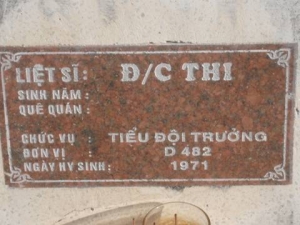 LIỆT SĨ : Đ/C THI
SINH NĂM :
QUÊ QUÁN :
CHỨC VỤ : TIỂU ĐỘI TRƯỞNG
ĐƠN VỊ : D 482
NGÀY HY SINH: 1971